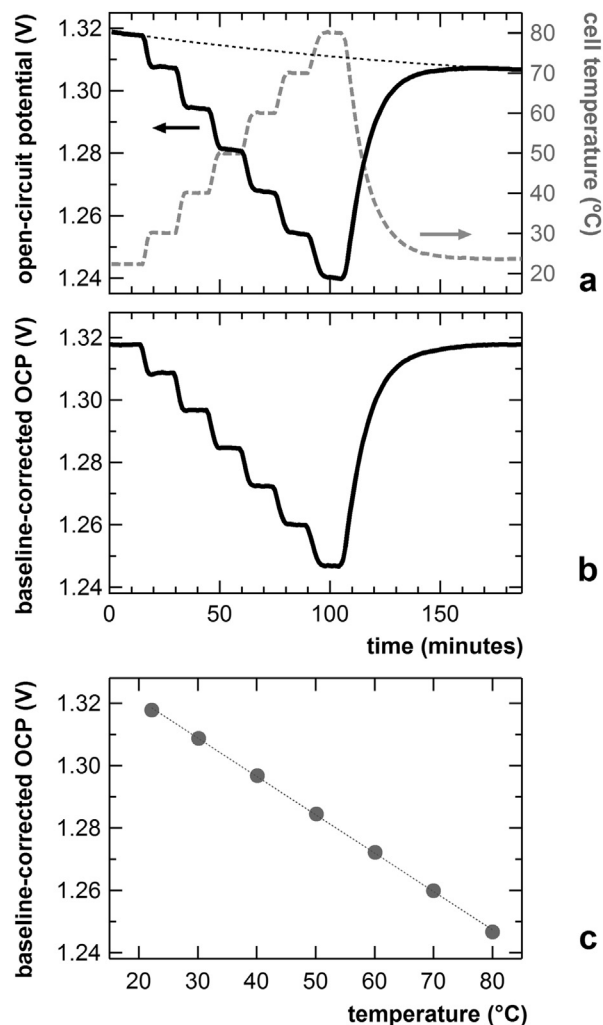 open-circuit potential (V)
1.32
1.30
1.28
1.26
1.24
80
70
60
50
40
30
20
cell temperature (°C)
a
baseline-corrected OCP (V)
1.32
1.30
1.28
1.26
1.24
0 50 100 150
time (minutes)
b
baseline-corrected OCP (V)
1.32
1.30
1.28
1.26
1.24
20 30 40 50 60 70 80
temperature (°C)
c